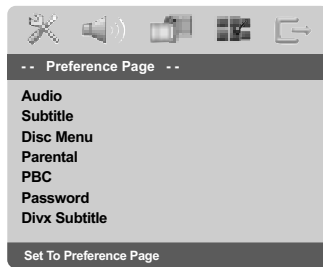 -- Preference Page --
Audio
Subtitle
Disc Menu
Parental
PBC
Password
Divx Subtitle
Set To Preference Page